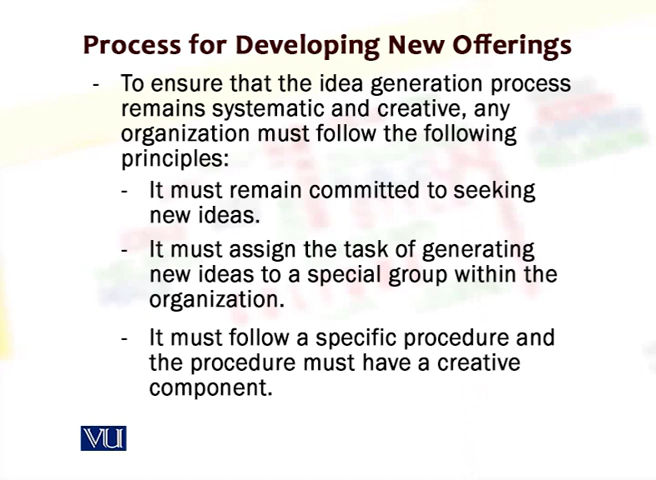 Process for Developing New Offerings
- To ensure that the idea generation process
remains systematic and creative, any
organization must follow the following
principles:
- It must remain committed to seeking
new ideas.
- It must assign the task of generating
new ideas to a special group within the
organization.
- It must follow a specific procedure and
the procedure must have a creative
component.
VU